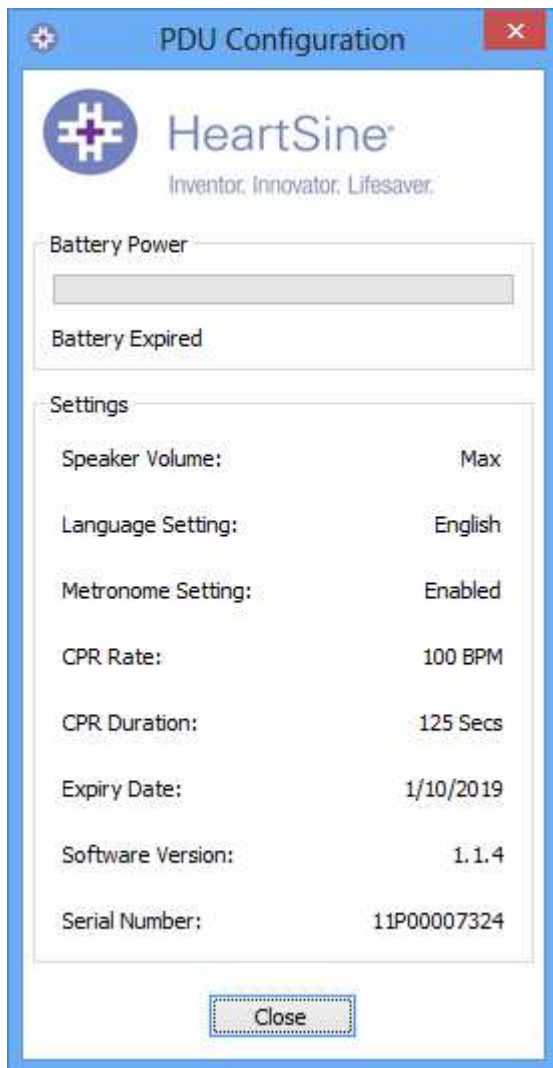 PDU Configuration
HeartSine
Inventor. Innovator. Lifesaver.
Battery Power
Battery Expired
Settings
Speaker Volume: Max
Language Setting: English
Metronome Setting: Enabled
CPR Rate: 100 BPM
CPR Duration: 125 Secs
Expiry Date: 1/10/2019
Software Version: 1.1.4
Serial Number: 11P00007324
Close